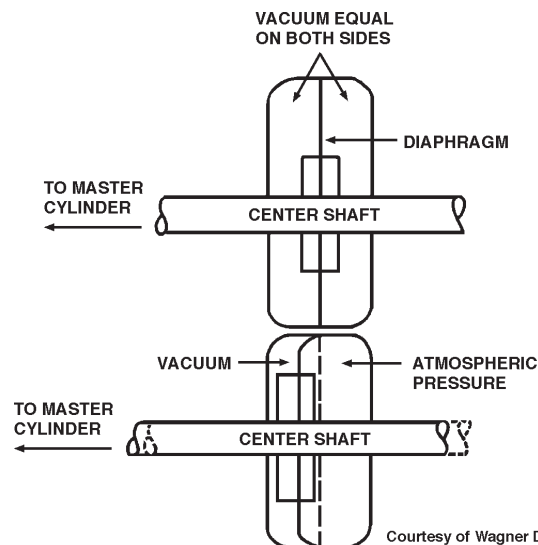 VACUUM EQUAL
ON BOTH SIDES
DIAPHRAGM
TO MASTER
CYLINDER
CENTER SHAFT
VACUUM
ATMOSPHERIC
PRESSURE
TO MASTER
CYLINDER
CENTER SHAFT
Courtesy of Wagner